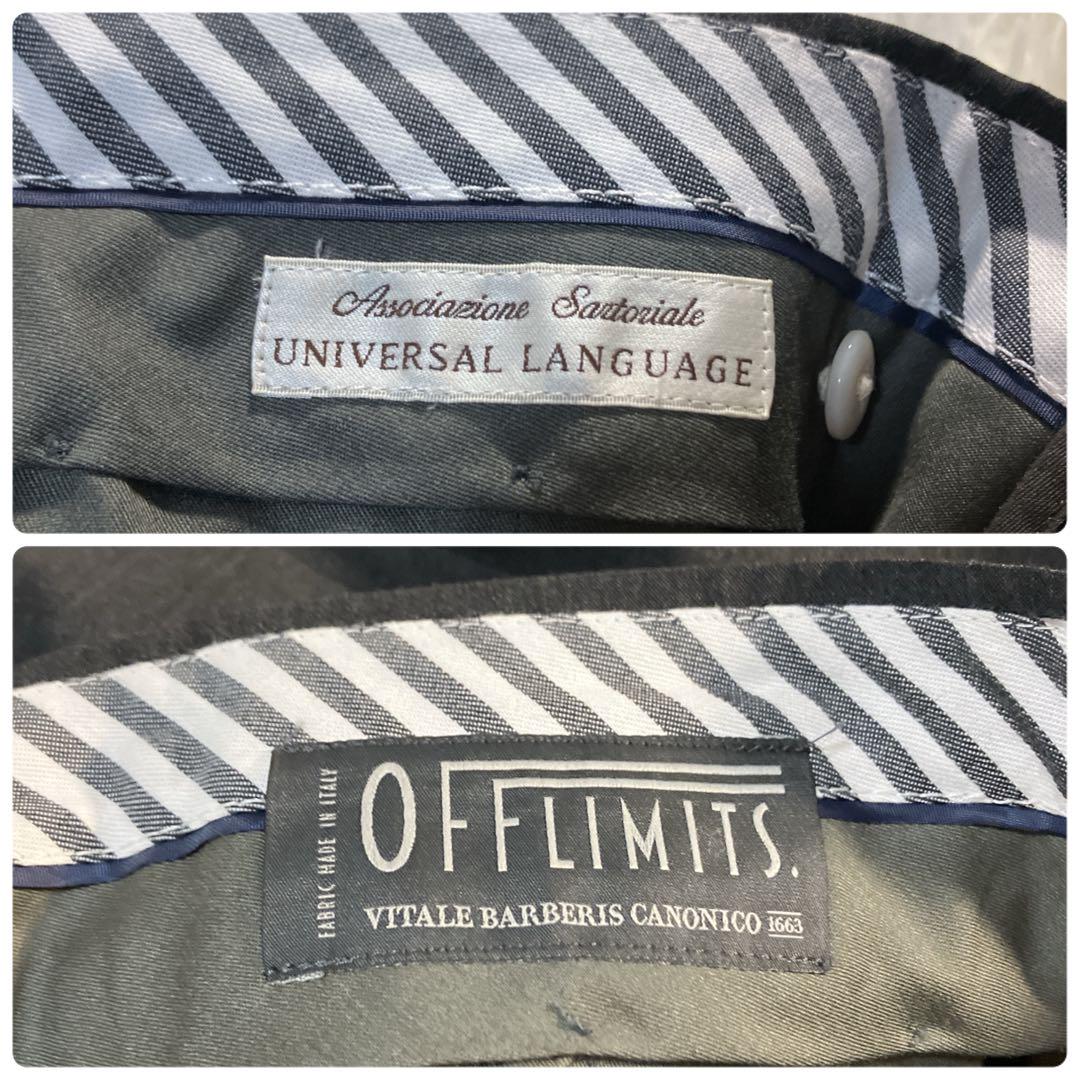 Associazione Sartoriale
UNIVERSAL LANGUAGE
FABRIC MADE IN ITALY
OFFLIMITS.
VITALE BARBERIS CANONICO 1663